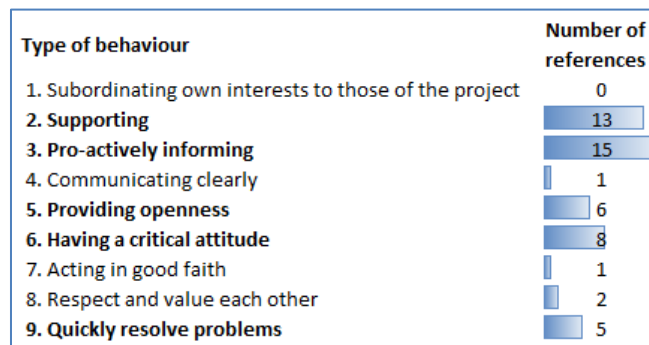 Type of behaviour Number of references
1. Subordinating own interests to those of the project 0
2. Supporting 13
3. Pro-actively informing 15
4. Communicating clearly 1
5. Providing openness 6
6. Having a critical attitude 8
7. Acting in good faith 1
8. Respect and value each other 2
9. Quickly resolve problems 5